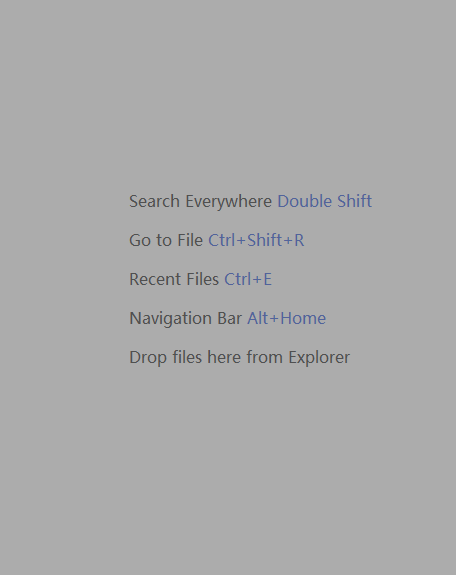 Search Everywhere Double Shift
Go to File Ctrl+Shift+R
Recent Files Ctrl+E
Navigation Bar Alt+Home
Drop files here from Explorer